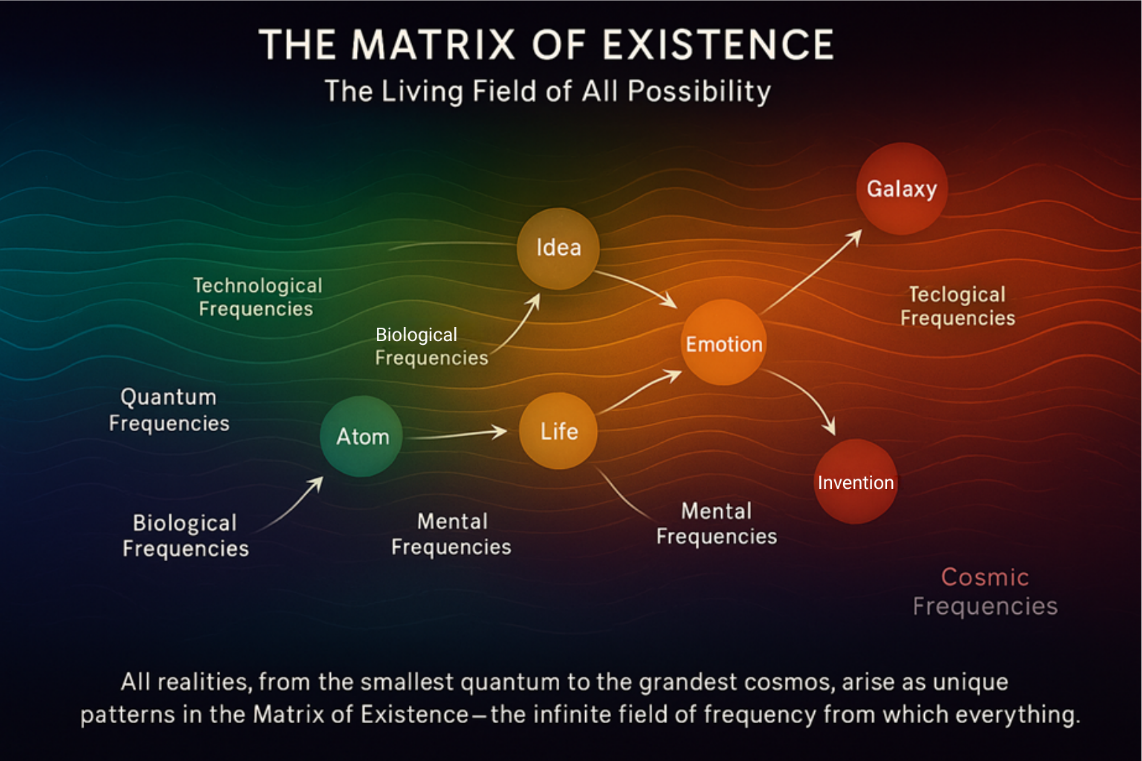 THE MATRIX OF EXISTENCE
The Living Field of All Possibility
Galaxy
Idea
Technological
Frequencies
Teclogical
Frequencies
Biological
Frequencies
Emotion
Quantum
Frequencies
Atom
Life
Invention
Biological
Frequencies
Mental
Frequencies
Mental
Frequencies
Cosmic
Frequencies
All realities, from the smallest quantum to the grandest cosmos, arise as unique
patterns in the Matrix of Existence—the infinite field of frequency from which everything.